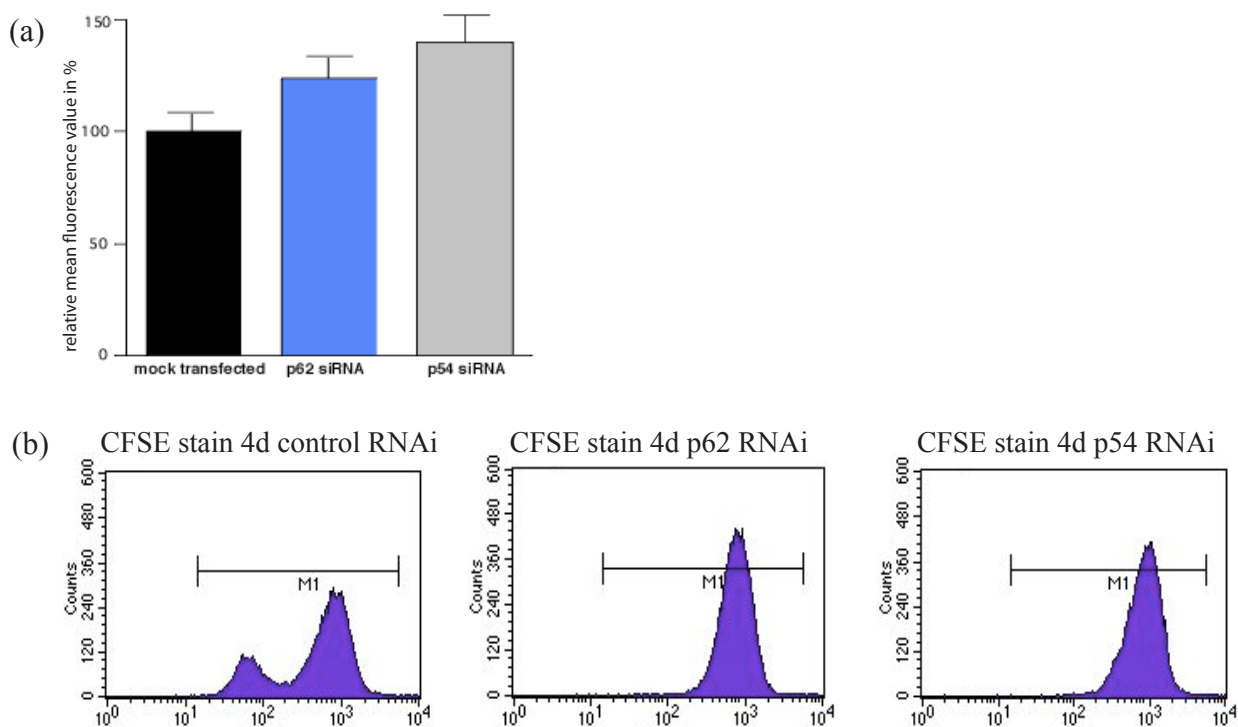 (a)
relative mean fluorescence value in %
150
100
50
0
mock transfected p62 siRNA p54 siRNA
(b)
CFSE stain 4d control RNAi CFSE stain 4d p62 RNAi CFSE stain 4d p54 RNAi
Counts
600
480
360
240
120
0
M1
10^0 10^1 10^2 10^3 10^4
Counts
600
480
360
240
120
0
M1
10^0 10^1 10^2 10^3 10^4
Counts
600
480
360
240
120
0
M1
10^0 10^1 10^2 10^3 10^4